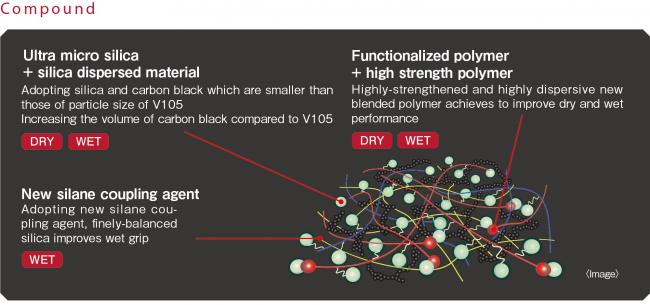 Compound
Ultra micro silica
+ silica dispersed material
Adopting silica and carbon black which are smaller than
those of particle size of V105
Increasing the volume of carbon black compared to V105
DRY WET
Functionalized polymer
+ high strength polymer
Highly-strengthened and highly dispersive new
blended polymer achieves to improve dry and wet
performance
DRY WET
New silane coupling agent
Adopting new silane cou-
pling agent, finely-balanced
silica improves wet grip
WET
〈Image〉